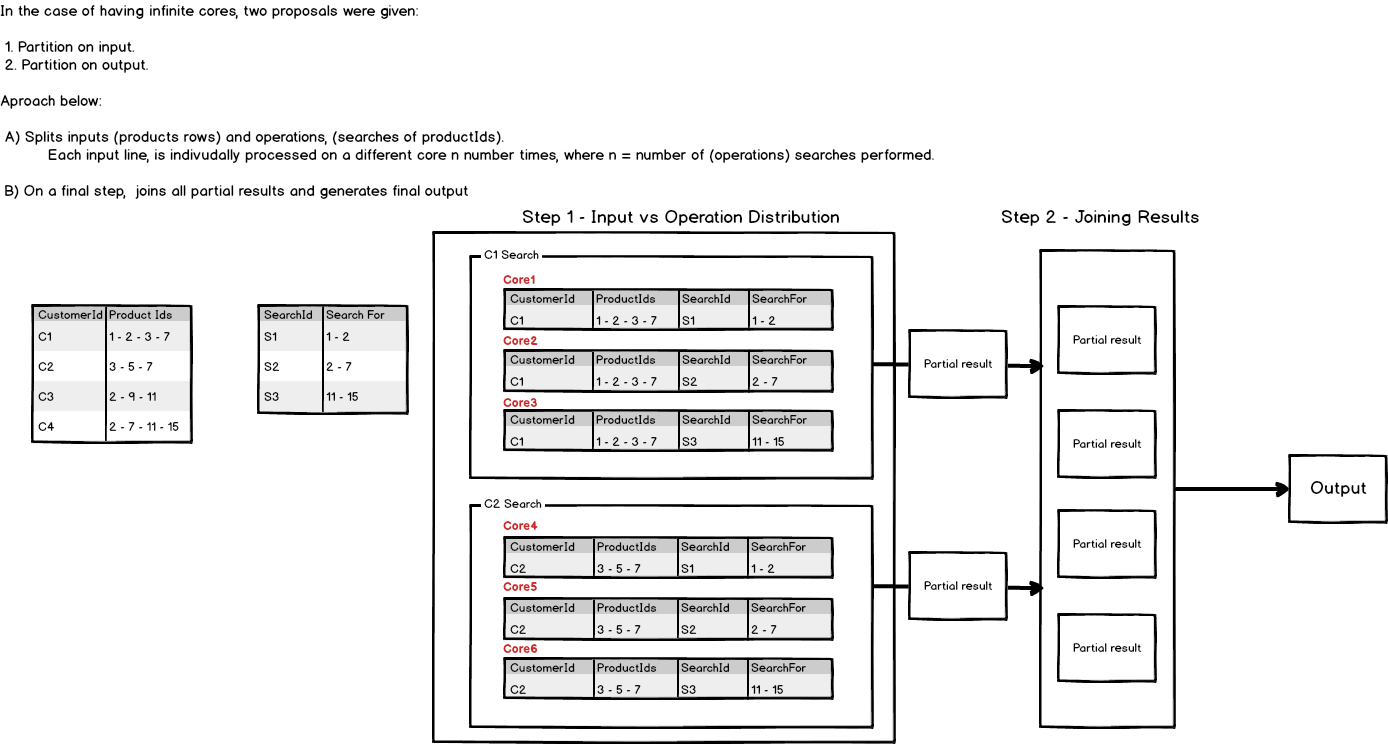 In the case of having infinite cores, two proposals were given:
1. Partition on input.
2. Partition on output.
Aproach below:
A) Splits inputs (products rows) and operations, (searches of productIds).
Each input line, is indivudally processed on a different core n number times, where n = number of (operations) searches performed.
B) On a final step, joins all partial results and generates final output
Step 1 - Input vs Operation Distribution
Step 2 - Joining Results
CustomerId Product Ids
C1 1 - 2 - 3 - 7
C2 3 - 5 - 7
C3 2 - 9 - 11
C4 2 - 7 - 11 - 15
SearchId Search For
S1 1 - 2
S2 2 - 7
S3 11 - 15
C1 Search
Core1
CustomerId ProductIds SearchId SearchFor
C1 1 - 2 - 3 - 7 S1 1 - 2
Core2
CustomerId ProductIds SearchId SearchFor
C1 1 - 2 - 3 - 7 S2 2 - 7
Core3
CustomerId ProductIds SearchId SearchFor
C1 1 - 2 - 3 - 7 S3 11 - 15
C2 Search
Core4
CustomerId ProductIds SearchId SearchFor
C2 3 - 5 - 7 S1 1 - 2
Core5
CustomerId ProductIds SearchId SearchFor
C2 3 - 5 - 7 S2 2 - 7
Core6
CustomerId ProductIds SearchId SearchFor
C2 3 - 5 - 7 S3 11 - 15
Partial result
Partial result
Partial result
Partial result
Partial result
Partial result
Output